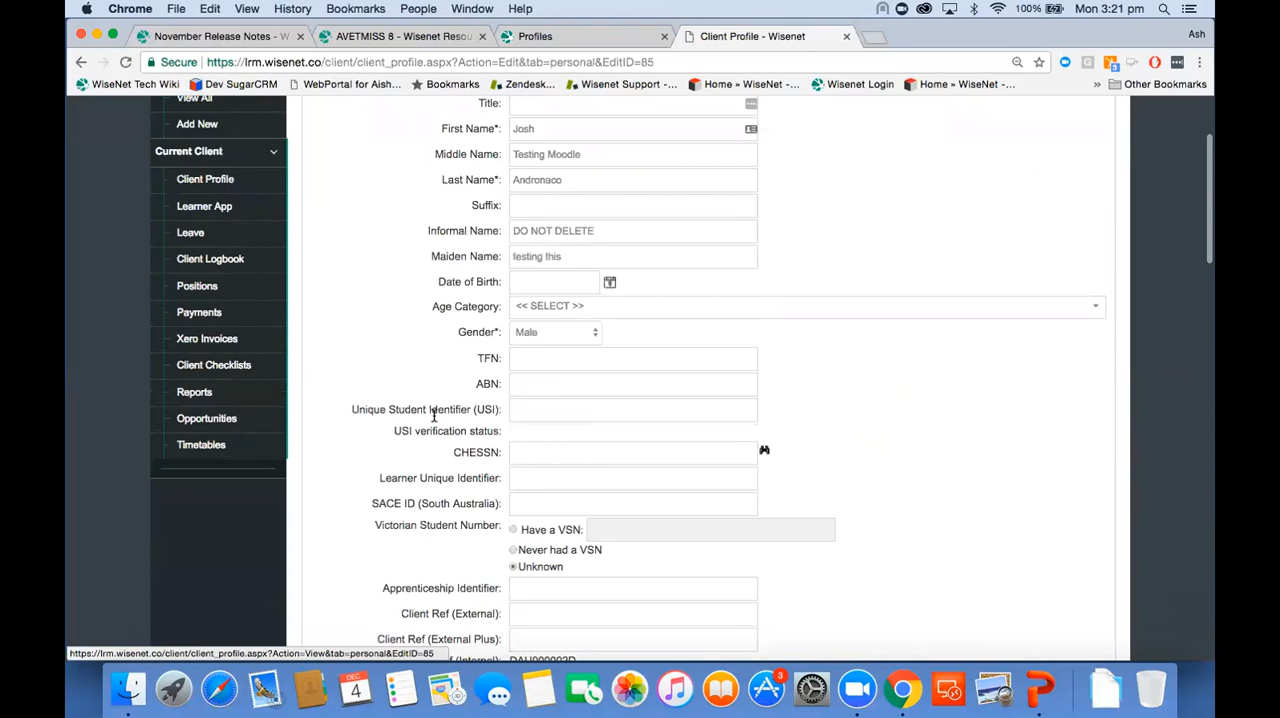 Chrome File Edit View History Bookmarks People Window Help 100% Mon 3:21 pm
November Release Notes - W AVETMISS 8 - Wisenet Resou Profiles Client Profile - Wisenet Ash
Secure https://lrm.wisenet.co/client/client_profile.aspx?Action=Edit&tab=personal&EditID=85
WiseNet Tech Wiki Dev SugarCRM WebPortal for Aish... Bookmarks Zendesk... Wisenet Support -... Home » WiseNet -... Wisenet Login Home » WiseNet -... » Other Bookmarks
View All
Add New
Current Client
Client Profile
Learner App
Leave
Client Logbook
Positions
Payments
Xero Invoices
Client Checklists
Reports
Opportunities
Timetables
Title:
First Name*: Josh
Middle Name: Testing Moodle
Last Name*: Andronaco
Suffix:
Informal Name: DO NOT DELETE
Maiden Name: testing this
Date of Birth:
Age Category: << SELECT >>
Gender*: Male
TFN:
ABN:
Unique Student Identifier (USI):
USI verification status:
CHESSN:
Learner Unique Identifier:
SACE ID (South Australia):
Victorian Student Number: Have a VSN:
Never had a VSN
Unknown
Apprenticeship Identifier:
Client Ref (External):
Client Ref (External Plus):
https://lrm.wisenet.co/client/client_profile.aspx?Action=View&tab=personal&EditID=85
DEC
4
3